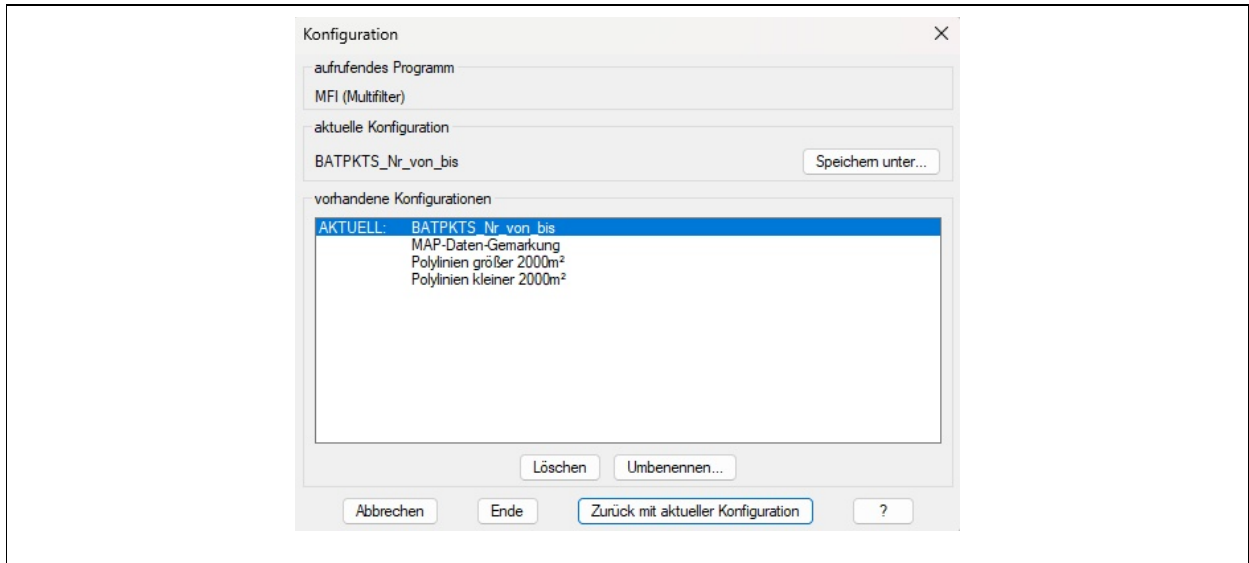 Konfiguration
aufrufendes Programm
MFI (Multifilter)
aktuelle Konfiguration
BATPKTS_Nr_von_bis
Speichern unter...
vorhandene Konfigurationen
AKTUELL: BATPKTS_Nr_von_bis
MAP-Daten-Gemarkung
Polylinien größer 2000m²
Polylinien kleiner 2000m²
Löschen Umbenennen...
Abbrechen Ende Zurück mit aktueller Konfiguration ?